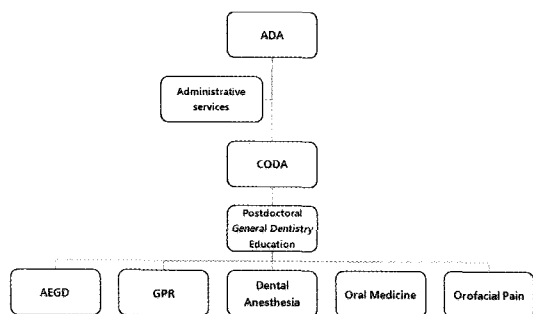 ADA
Administrative
services
CODA
Postdoctoral
General Dentistry
Education
AEGD
GPR
Dental
Anesthesia
Oral Medicine
Orofacial Pain